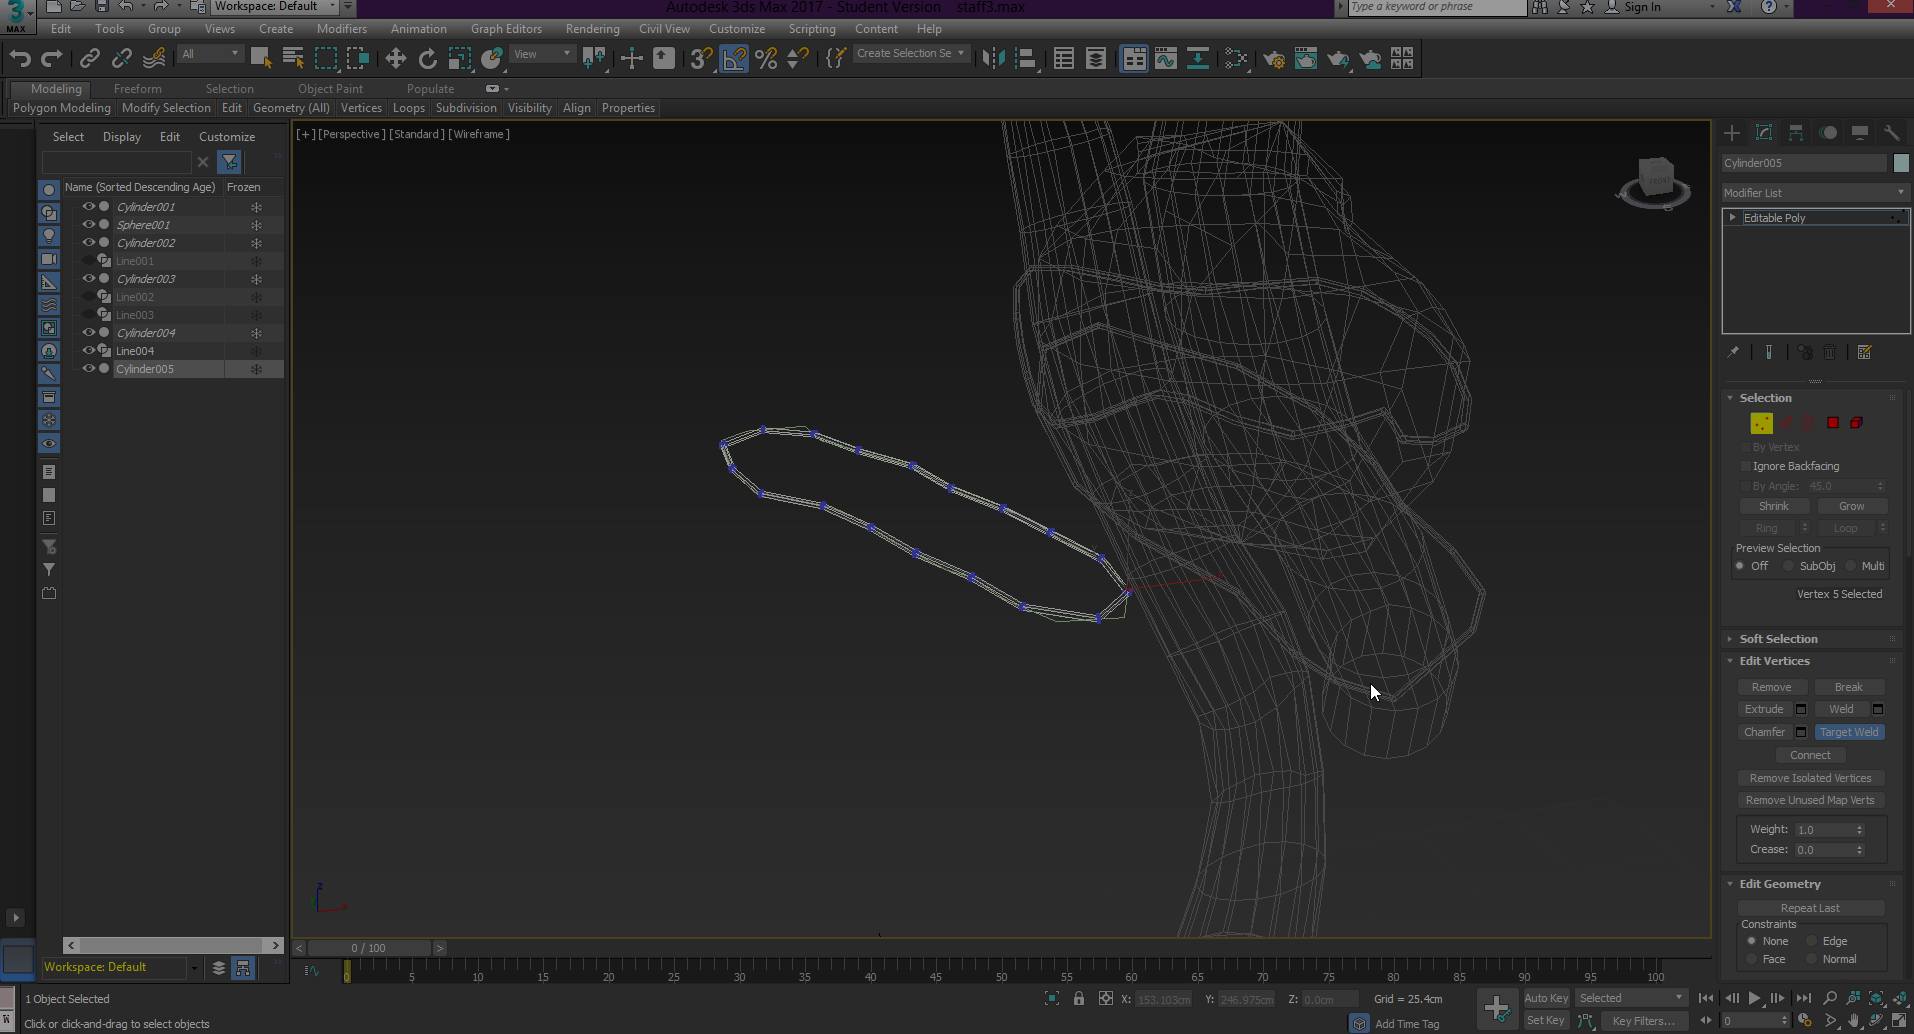 Workspace: Default
Autodesk 3ds Max 2017 - Student Version staff3.max
Type a keyword or phrase
Sign In
MAX
Edit Tools Group Views Create Modifiers Animation Graph Editors Rendering Civil View Customize Scripting Content Help
All
View
Create Selection Se
Modeling Freeform Selection Object Paint Populate
Polygon Modeling Modify Selection Edit Geometry (All) Vertices Loops Subdivision Visibility Align Properties
Select Display Edit Customize
Name (Sorted Descending Age) Frozen
Cylinder001
Sphere001
Cylinder002
Line001
Cylinder003
Line002
Line003
Cylinder004
Line004
Cylinder005
Workspace: Default
[+] [Perspective ] [Standard ] [Wireframe ]
FRONT
z
Cylinder005
Modifier List
Editable Poly
Selection
By Vertex
Ignore Backfacing
By Angle: 45.0
Shrink Grow
Ring Loop
Preview Selection
Off SubObj Multi
Vertex 5 Selected
Soft Selection
Edit Vertices
Remove Break
Extrude Weld
Chamfer Target Weld
Connect
Remove Isolated Vertices
Remove Unused Map Verts
Weight: 1.0
Crease: 0.0
Edit Geometry
Repeat Last
Constraints
None Edge
Face Normal
< 0 / 100 >
0 5 10 15 20 25 30 35 40 45 50 55 60 65 70 75 80 85 90 95 100
1 Object Selected
Click or click-and-drag to select objects
X: 153.103cm Y: 246.975cm Z: 0.0cm Grid = 25.4cm
Add Time Tag
Auto Key Selected
Set Key Key Filters...
0